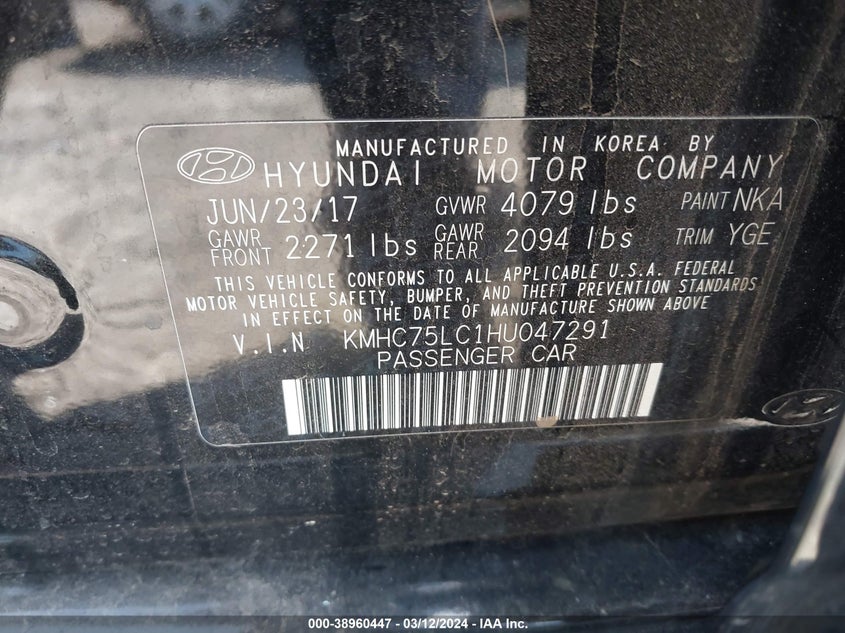 MANUFACTURED IN KOREA BY
HYUNDAI MOTOR COMPANY
JUN/23/17 GVWR 4079 lbs PAINT NKA
GAWR FRONT 2271 lbs GAWR REAR 2094 lbs TRIM YGE
THIS VEHICLE CONFORMS TO ALL APPLICABLE U.S.A. FEDERAL
MOTOR VEHICLE SAFETY, BUMPER, AND THEFT PREVENTION STANDARDS
IN EFFECT ON THE DATE OF MANUFACTURE SHOWN ABOVE
V.I.N KMHC75LC1HU047291
PASSENGER CAR
000-38960447 - 03/12/2024 - IAA Inc.